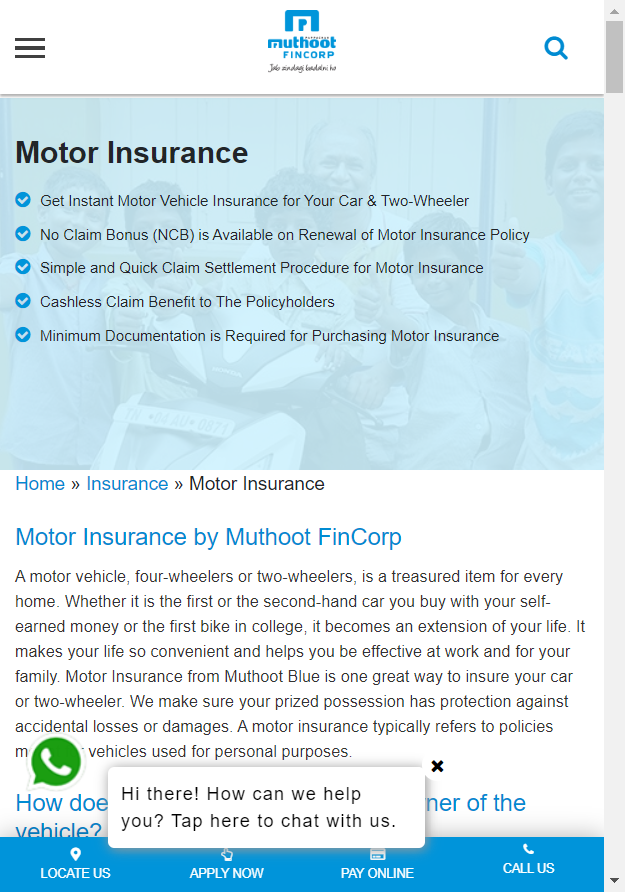 muthoot
FINCORP
Motor Insurance
Get Instant Motor Vehicle Insurance for Your Car & Two-Wheeler
No Claim Bonus (NCB) is Available on Renewal of Motor Insurance Policy
Simple and Quick Claim Settlement Procedure for Motor Insurance
Cashless Claim Benefit to The Policyholders
Minimum Documentation is Required for Purchasing Motor Insurance
Home » Insurance » Motor Insurance
Motor Insurance by Muthoot FinCorp
A motor vehicle, four-wheelers or two-wheelers, is a treasured item for every
home. Whether it is the first or the second-hand car you buy with your self-
earned money or the first bike in college, it becomes an extension of your life. It
makes your life so convenient and helps you be effective at work and for your
family. Motor Insurance from Muthoot Blue is one great way to insure your car
or two-wheeler. We make sure your prized possession has protection against
accidental losses or damages. A motor insurance typically refers to policies
vehicles used for personal purposes.
How of the
vehicle?
Hi there! How can we help
you? Tap here to chat with us.
LOCATE US
APPLY NOW
PAY ONLINE
CALL US